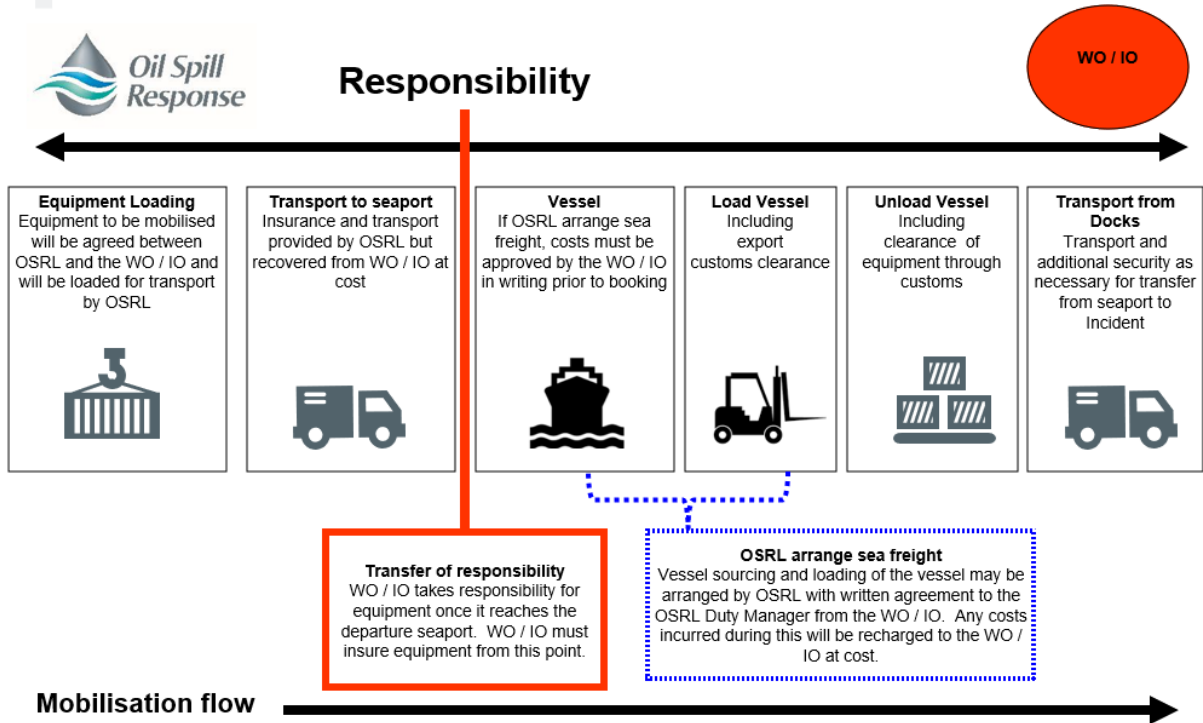 Oil Spill
Response
Responsibility
WO / IO
Equipment Loading
Equipment to be mobilised
will be agreed between
OSRL and the WO / IO and
will be loaded for transport
by OSRL
Transport to seaport
Insurance and transport
provided by OSRL but
recovered from WO / IO at
cost
Vessel
If OSRL arrange sea
freight, costs must be
approved by the WO / IO
in writing prior to booking
Load Vessel
Including
export
customs clearance
Unload Vessel
Including
clearance of
equipment through
customs
Transport from
Docks
Transport and
additional security as
necessary for transfer
from seaport to
Incident
Transfer of responsibility
WO / IO takes responsibility for
equipment once it reaches the
departure seaport. WO / IO must
insure equipment from this point.
OSRL arrange sea freight
Vessel sourcing and loading of the vessel may be
arranged by OSRL with written agreement to the
OSRL Duty Manager from the WO / IO. Any costs
incurred during this will be recharged to the WO /
IO at cost.
Mobilisation flow